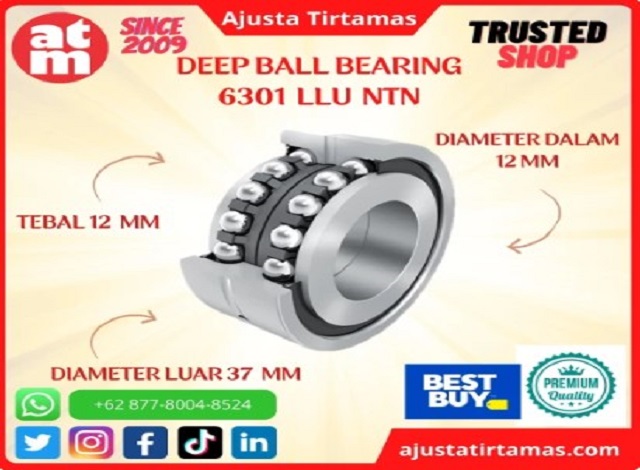 Ajusta Tirtamas
atm
SINCE
2009
TRUSTED
SHOP
DEEP BALL BEARING
6301 LLU NTN
DIAMETER DALAM
12 MM
TEBAL 12 MM
DIAMETER LUAR 37 MM
+62 877-8004-8524
BEST
BUY
PREMIUM
Quality
ajustatirtamas.com